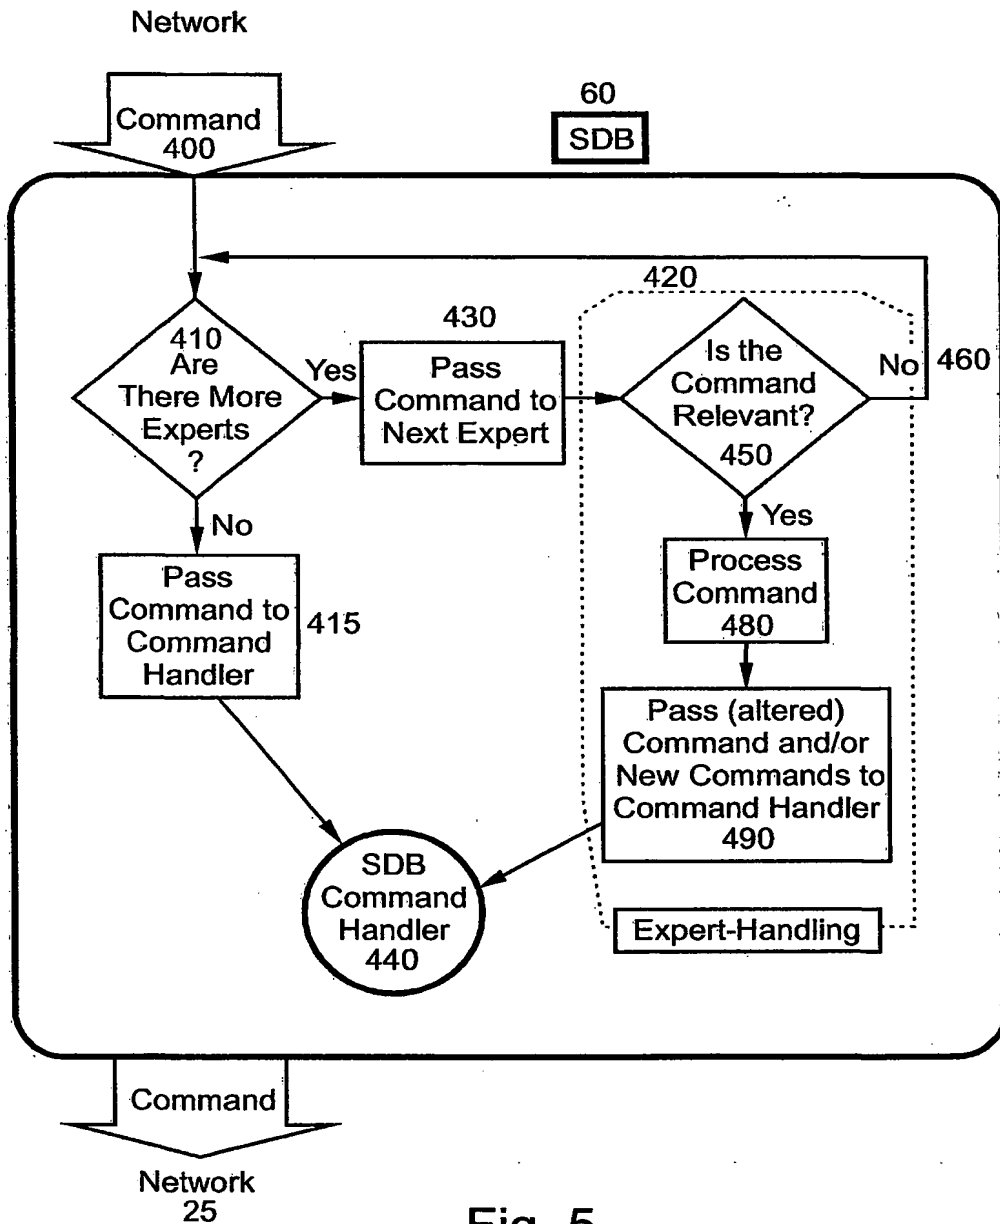 Network
Command
400
60
SDB
420
410
Are
There More
Experts
?
Yes
430
Pass
Command to
Next Expert
Is the
Command
Relevant?
450
No
460
No
Yes
Pass
Command to
Command
Handler
415
Process
Command
480
Pass (altered)
Command and/or
New Commands to
Command Handler
490
SDB
Command
Handler
440
Expert-Handling
Command
Network
25
Fig. 5